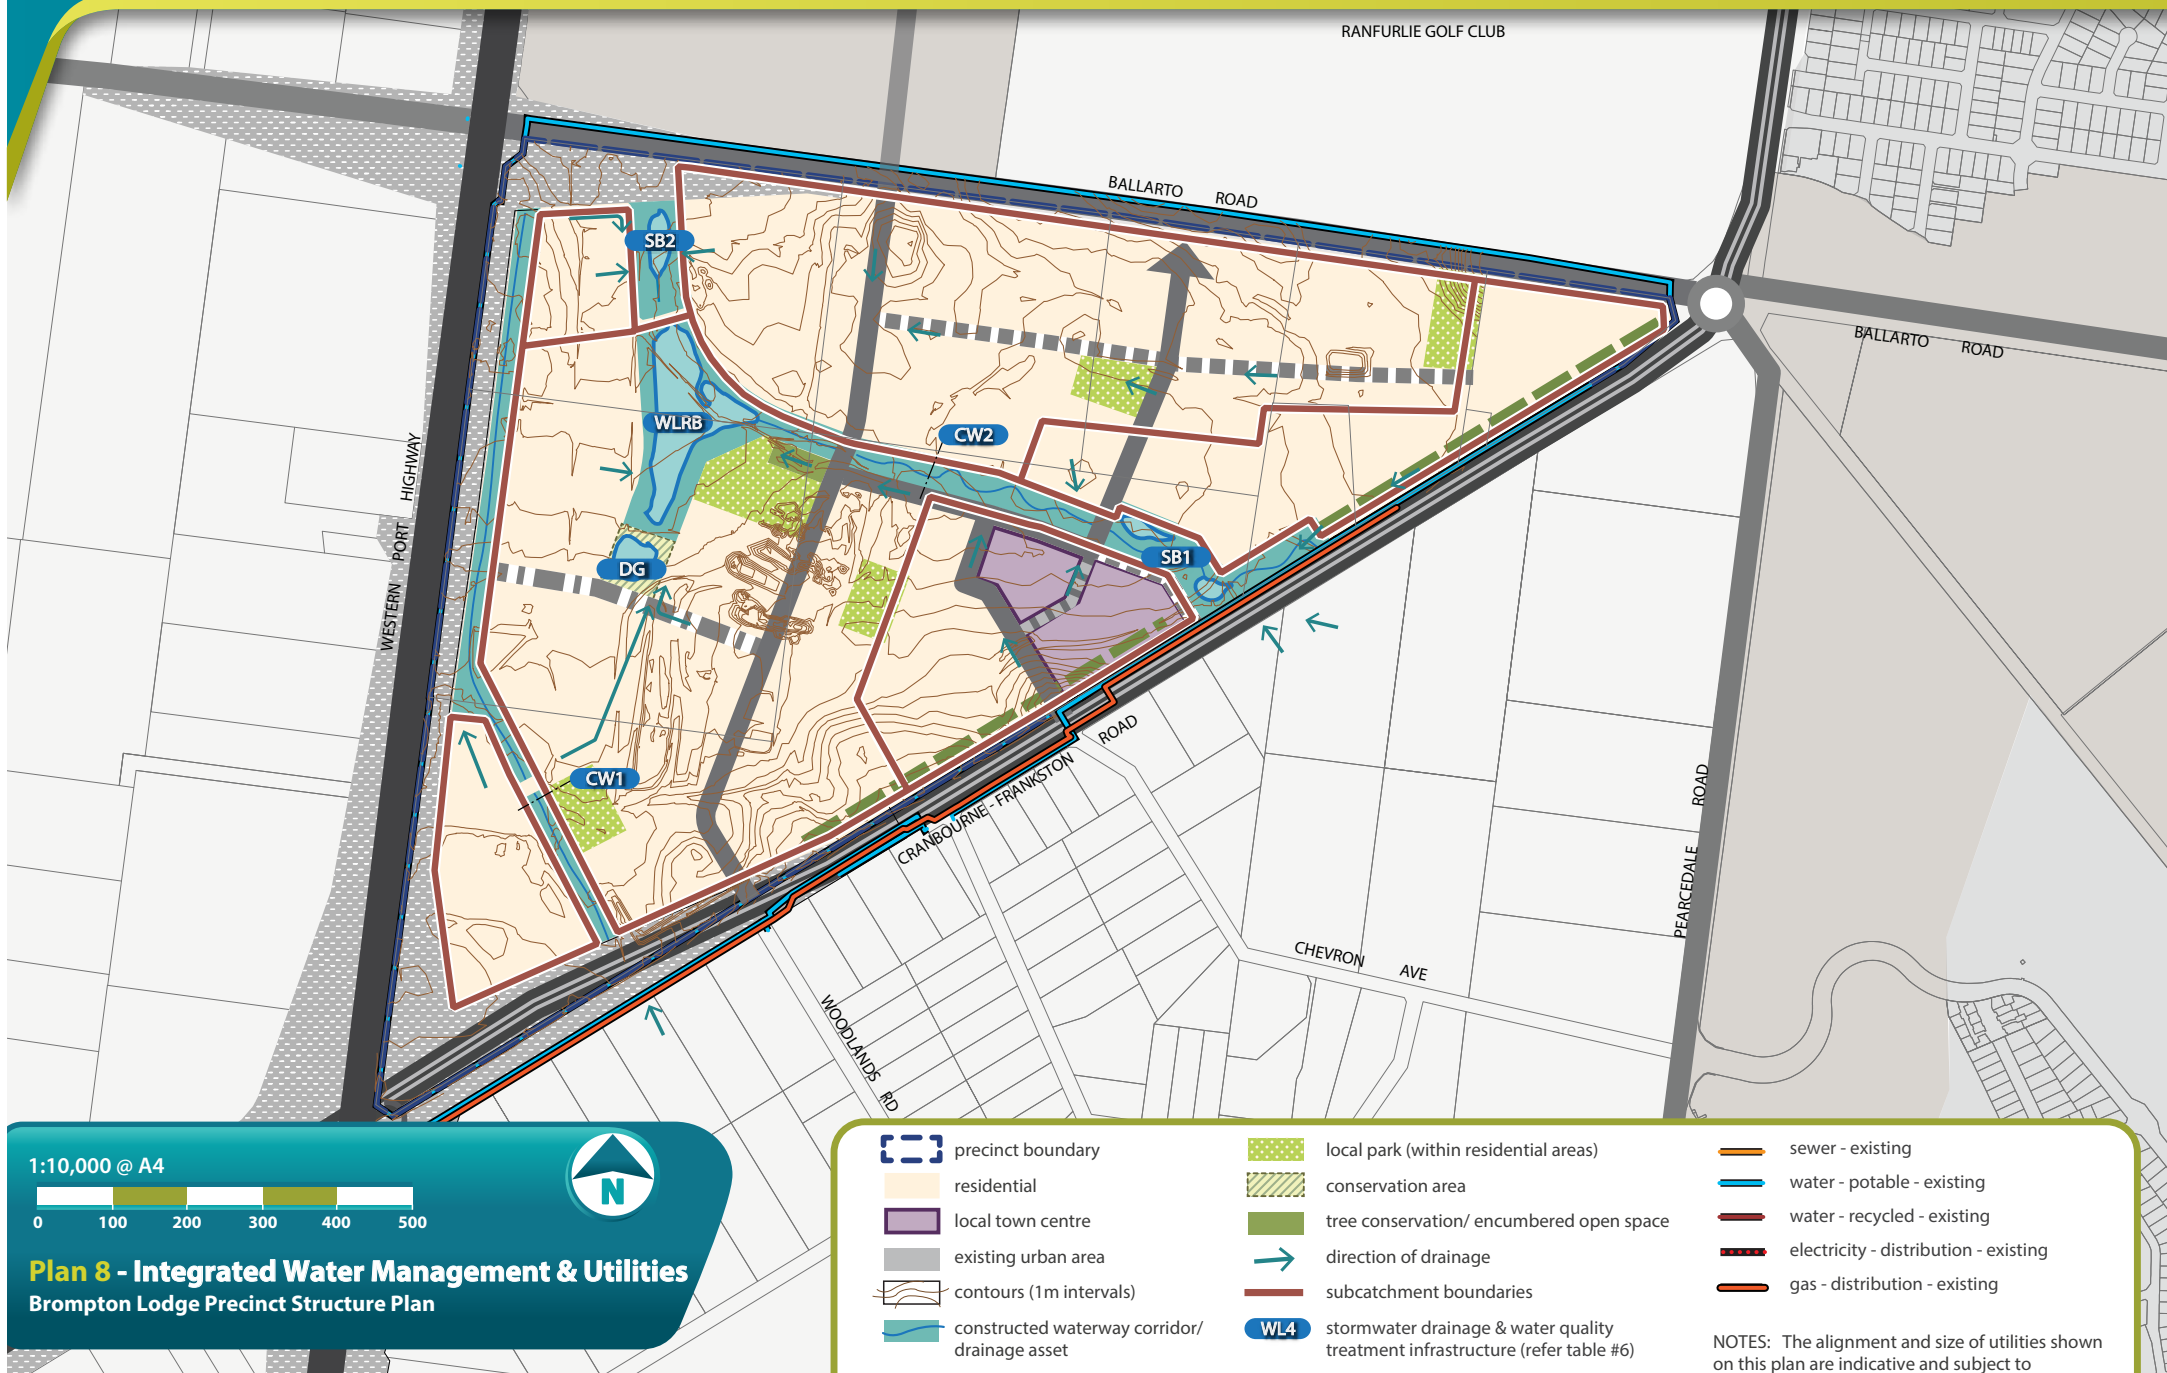 RANFURLIE GOLF CLUB
BALLARTO ROAD
BALLARTO ROAD
SB2
WLRB
CW2
SB1
DG
CW1
WESTERN PORT HIGHWAY
CRANBOURNE - FRANKSTON ROAD
PEARCEDALE ROAD
CHEVRON AVE
WOODLANDS RD
1:10,000 @ A4
0 100 200 300 400 500
N
Plan 8 - Integrated Water Management & Utilities
Brompton Lodge Precinct Structure Plan
precinct boundary
residential
local town centre
existing urban area
contours (1m intervals)
constructed waterway corridor/
drainage asset
local park (within residential areas)
conservation area
tree conservation/ encumbered open space
direction of drainage
subcatchment boundaries
WL4
stormwater drainage & water quality
treatment infrastructure (refer table #6)
sewer - existing
water - potable - existing
water - recycled - existing
electricity - distribution - existing
gas - distribution - existing
NOTES: The alignment and size of utilities shown
on this plan are indicative and subject to